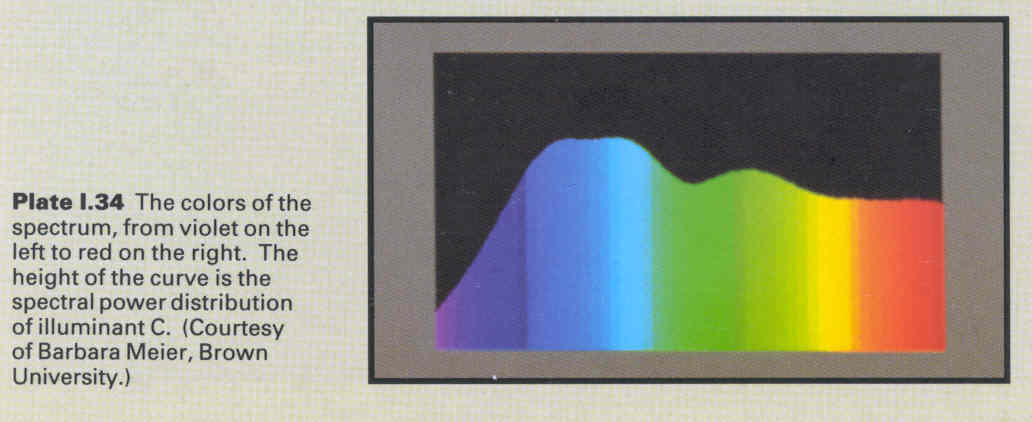 Plate I.34 The colors of the
spectrum, from violet on the
left to red on the right. The
height of the curve is the
spectral power distribution
of illuminant C. (Courtesy
of Barbara Meier, Brown
University.)